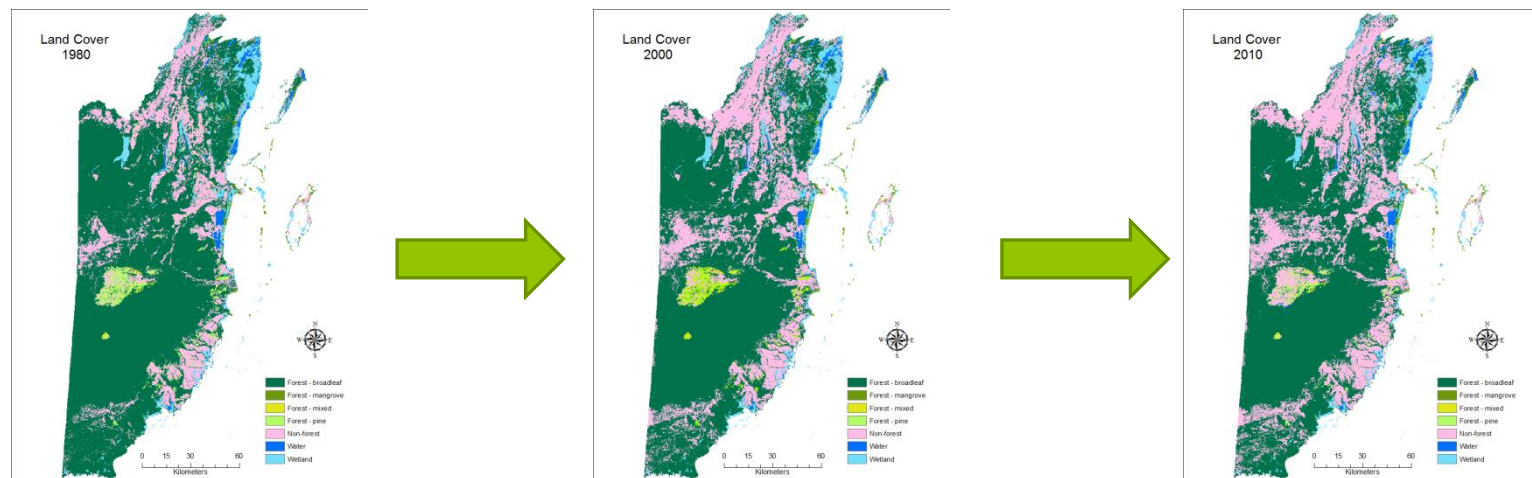 Land Cover
1980
N
W
E
S
Forest - broadleaf
Forest - mangrove
Forest - mixed
Forest - pine
Non-forest
Water
Wetland
0 15 30 60
Kilometers
Land Cover
2000
N
W
E
S
Forest - broadleaf
Forest - mangrove
Forest - mixed
Forest - pine
Non-forest
Water
Wetland
0 15 30 60
Kilometers
Land Cover
2010
N
W
E
S
Forest - broadleaf
Forest - mangrove
Forest - mixed
Forest - pine
Non-forest
Water
Wetland
0 15 30 60
Kilometers